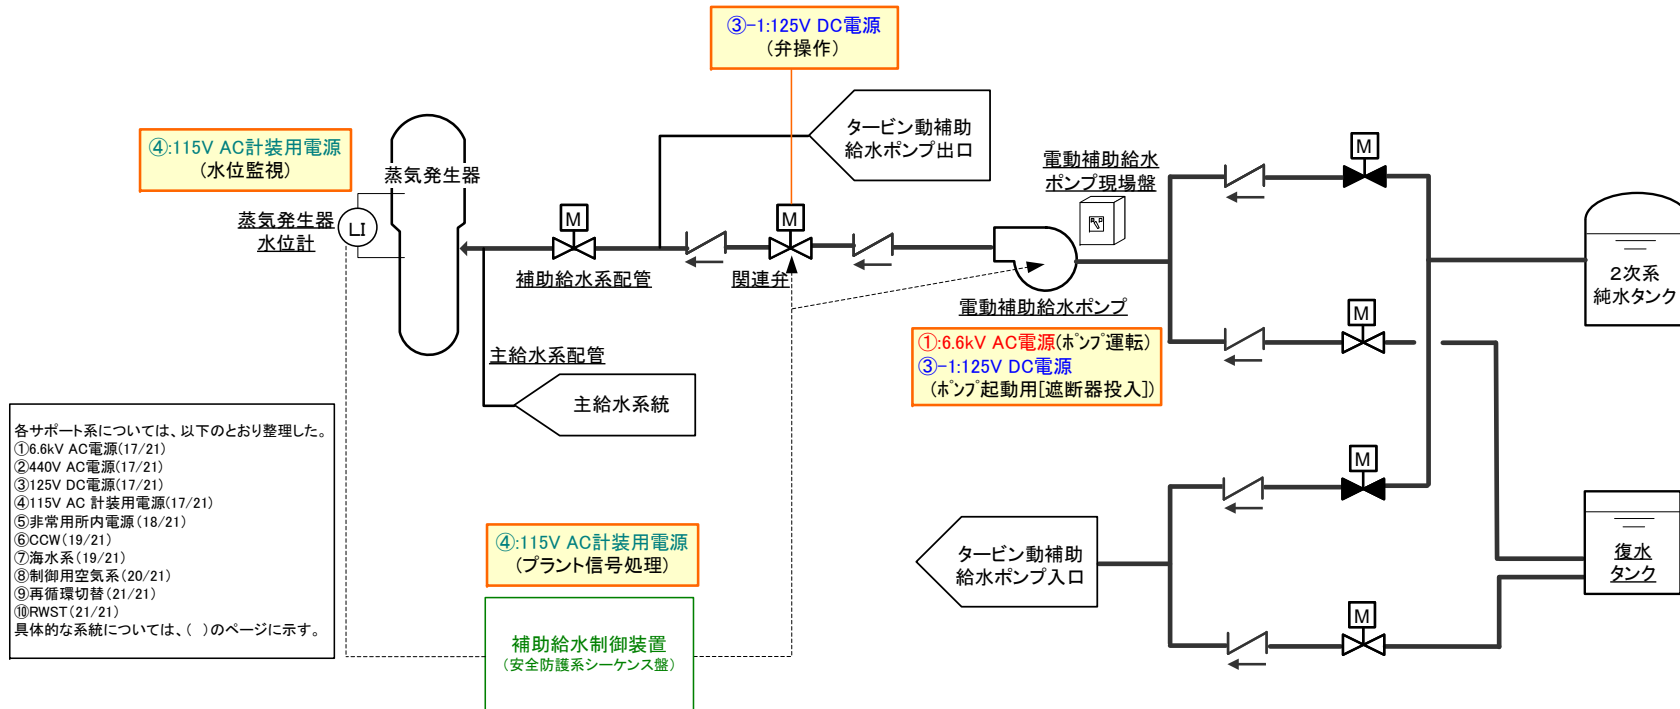 ③-1:125V DC電源
(弁操作)
④:115V AC計装用電源
(水位監視)
蒸気発生器
蒸気発生器
水位計
LI
M
補助給水系配管
タービン動補助
給水ポンプ出口
M
関連弁
電動補助給水
ポンプ現場盤
電動補助給水ポンプ
①:6.6kV AC電源(ﾎﾟﾝﾌﾟ運転)
③-1:125V DC電源
(ﾎﾟﾝﾌﾟ起動用[遮断器投入])
M
M
M
M
2次系
純水タンク
復水
タンク
主給水系配管
主給水系統
タービン動補助
給水ポンプ入口
④:115V AC計装用電源
(プラント信号処理)
補助給水制御装置
(安全防護系シーケンス盤)
各サポート系については、以下のとおり整理した。
①6.6kV AC電源(17/21)
②440V AC電源(17/21)
③125V DC電源(17/21)
④115V AC 計装用電源(17/21)
⑤非常用所内電源(18/21)
⑥CCW(19/21)
⑦海水系(19/21)
⑧制御用空気系(20/21)
⑨再循環切替(21/21)
⑩RWST(21/21)
具体的な系統については、( )のページに示す。